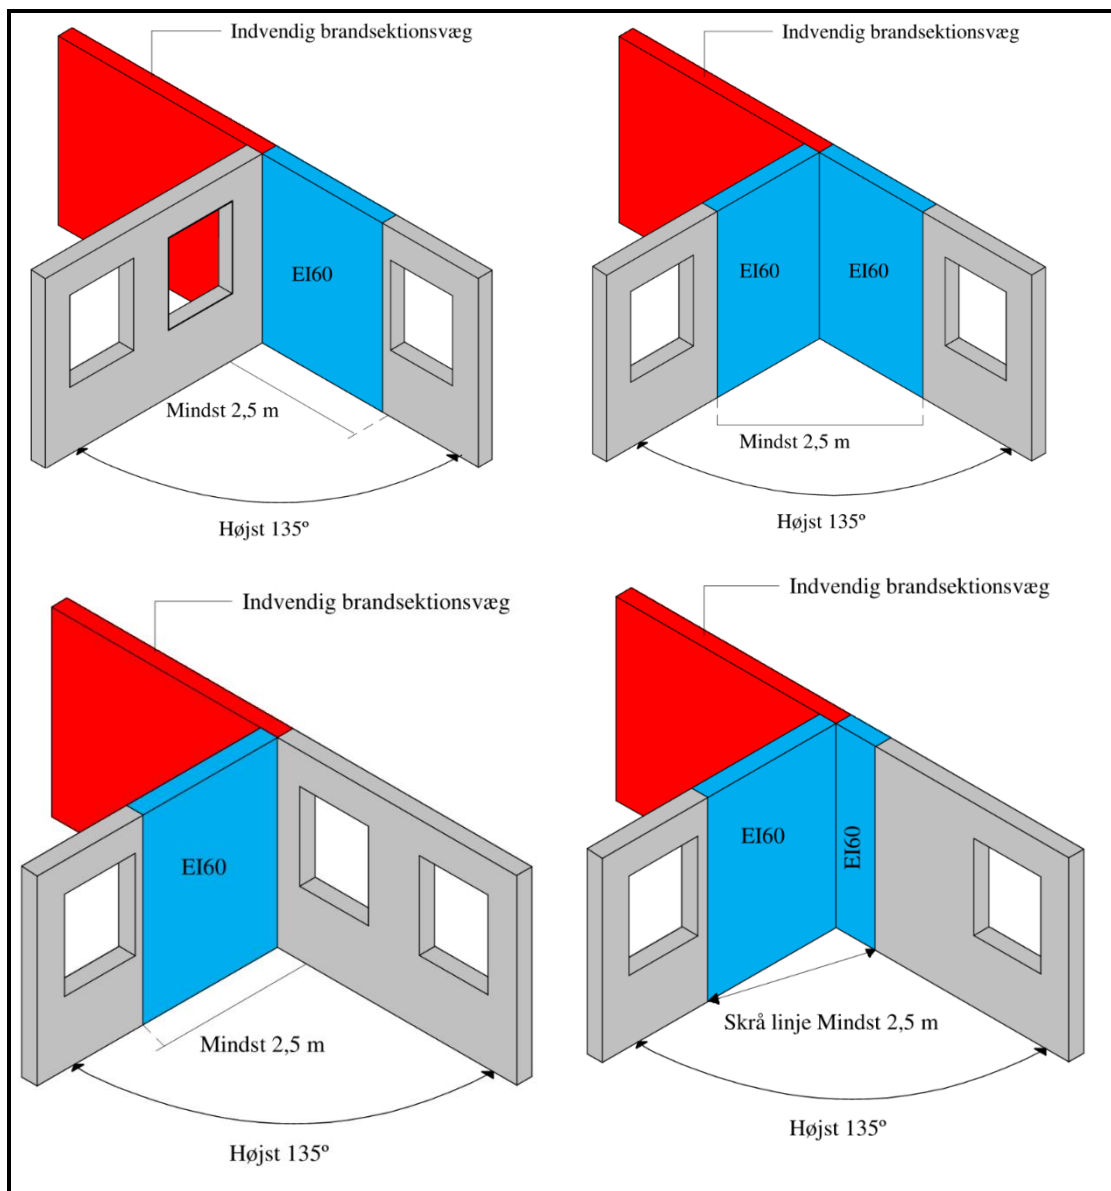 Indvendig brandsektionsvæg
EI60
Mindst 2,5 m
Højst 135º
Indvendig brandsektionsvæg
EI60
EI60
Mindst 2,5 m
Højst 135º
Indvendig brandsektionsvæg
EI60
Mindst 2,5 m
Højst 135º
Indvendig brandsektionsvæg
EI60
EI60
Skrå linje Mindst 2,5 m
Højst 135º